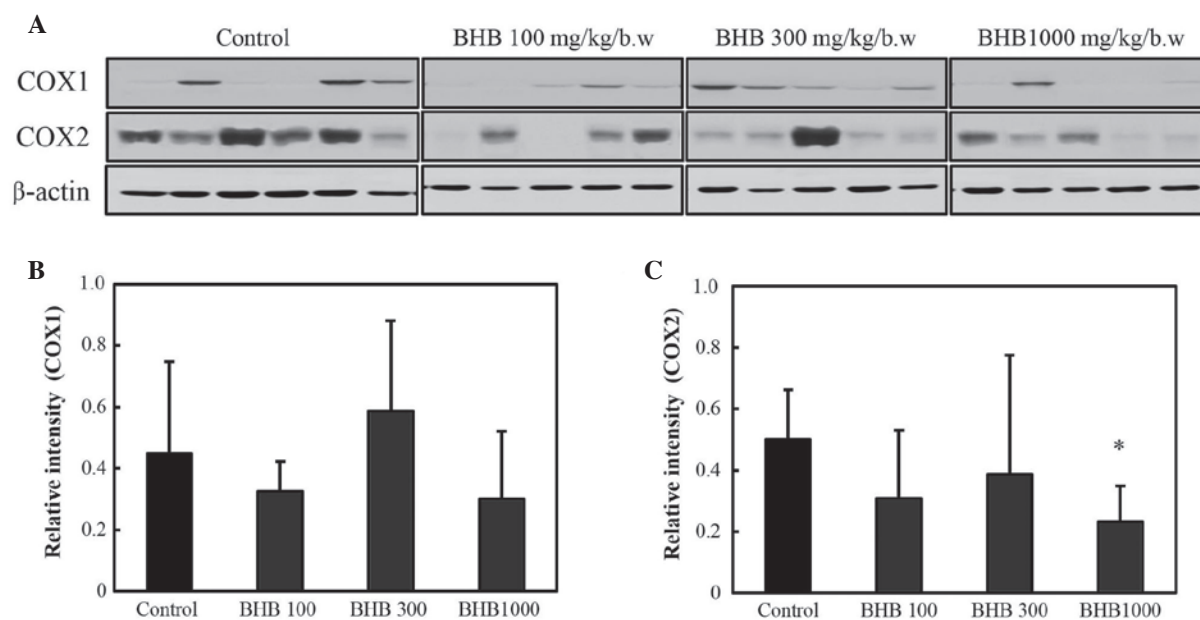 A
Control BHB 100 mg/kg/b.w BHB 300 mg/kg/b.w BHB1000 mg/kg/b.w
COX1
COX2
β-actin
B
Relative intensity (COX1)
1.0
0.8
0.6
0.4
0.2
0
Control BHB 100 BHB 300 BHB1000
C
Relative intensity (COX2)
1.0
0.8
0.6
0.4
0.2
0
*
Control BHB 100 BHB 300 BHB1000